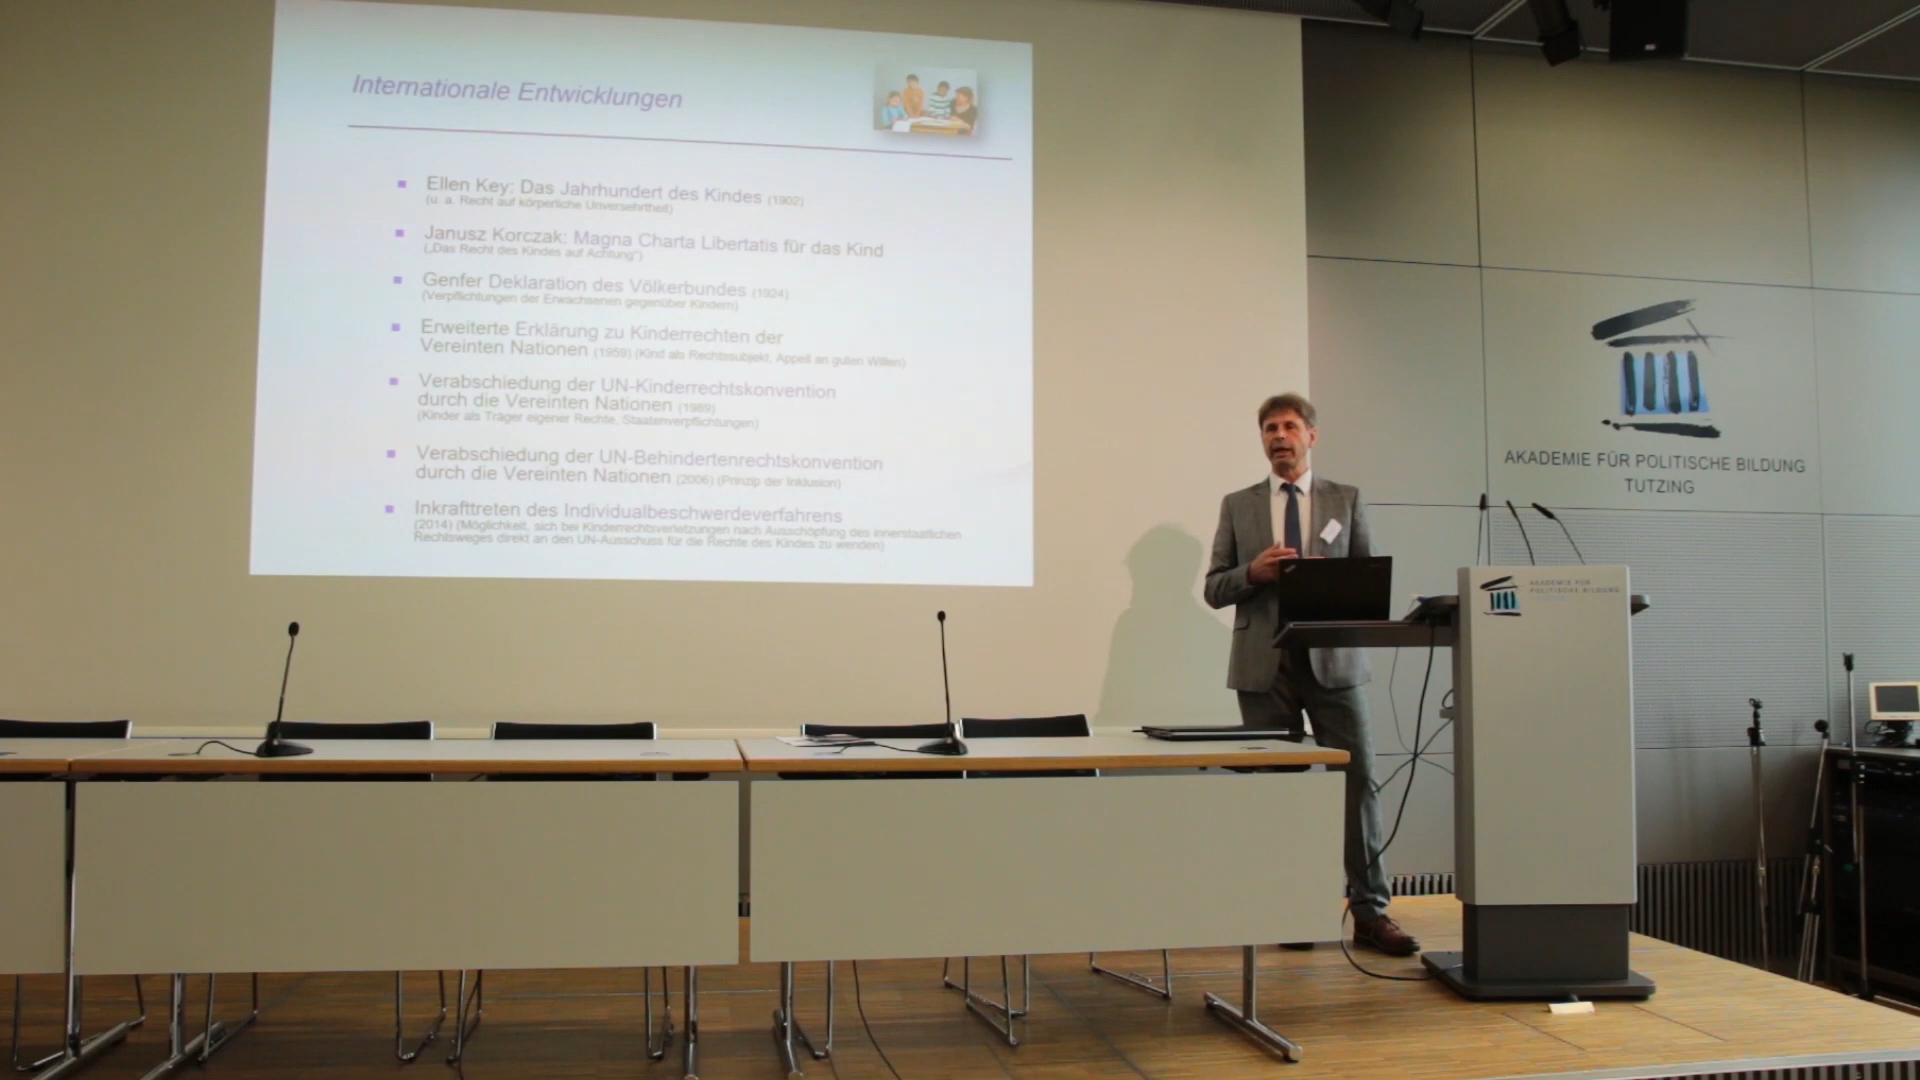 Internationale Entwicklungen
Ellen Key: Das Jahrhundert des Kindes (1902)
(u. a. Recht auf körperliche Unversehrtheit)
Janusz Korczak: Magna Charta Libertatis für das Kind
(„Das Recht des Kindes auf Achtung“)
Genfer Deklaration des Völkerbundes (1924)
(Verpflichtungen der Erwachsenen gegenüber Kindern)
Erweiterte Erklärung zu Kinderrechten der
Vereinten Nationen (1959) (Kind als Rechtssubjekt, Appell an guten Willen)
Verabschiedung der UN-Kinderrechtskonvention
durch die Vereinten Nationen (1989)
(Kinder als Träger eigener Rechte, Staatenverpflichtungen)
Verabschiedung der UN-Behindertenrechtskonvention
durch die Vereinten Nationen (2006) (Prinzip der Inklusion)
Inkrafttreten des Individualbeschwerdeverfahrens
(2014) (Möglichkeit, sich bei Kinderrechtsverletzungen nach Ausschöpfung des innerstaatlichen
Rechtsweges direkt an den UN-Ausschuss für die Rechte des Kindes zu wenden)
AKADEMIE FÜR POLITISCHE BILDUNG
TUTZING
AKADEMIE FÜR
POLITISCHE BILDUNG